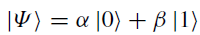 |Ψ⟩ = α |0⟩ + β |1⟩